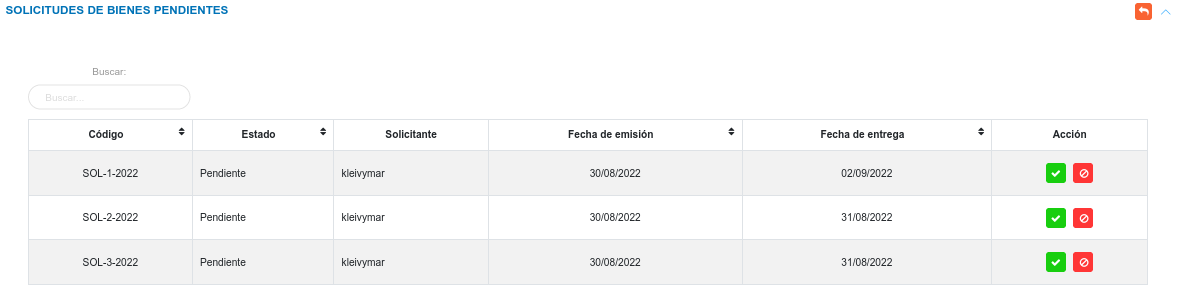 SOLICITUDES DE BIENES PENDIENTES
Buscar:
Buscar...
Código Estado Solicitante Fecha de emisión Fecha de entrega Acción
SOL-1-2022 Pendiente kleivymar 30/08/2022 02/09/2022
SOL-2-2022 Pendiente kleivymar 30/08/2022 31/08/2022
SOL-3-2022 Pendiente kleivymar 30/08/2022 31/08/2022